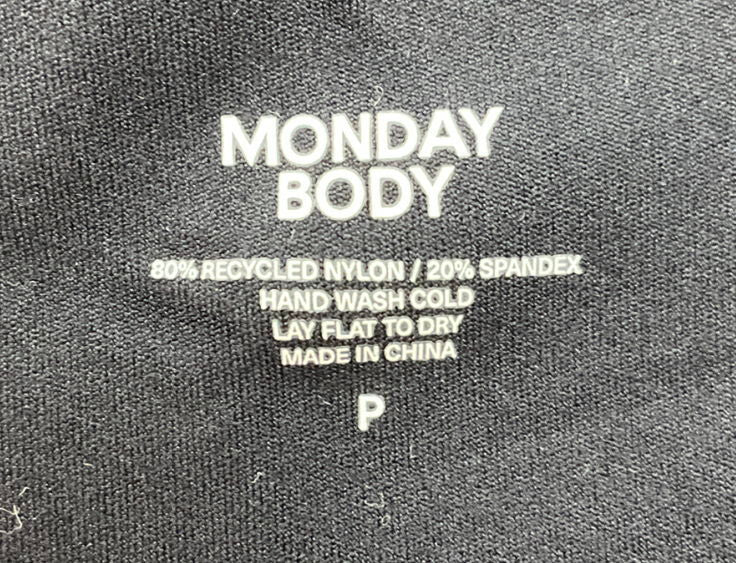 MONDAY
BODY
80% RECYCLED NYLON / 20% SPANDEX
HAND WASH COLD
LAY FLAT TO DRY
MADE IN CHINA
P